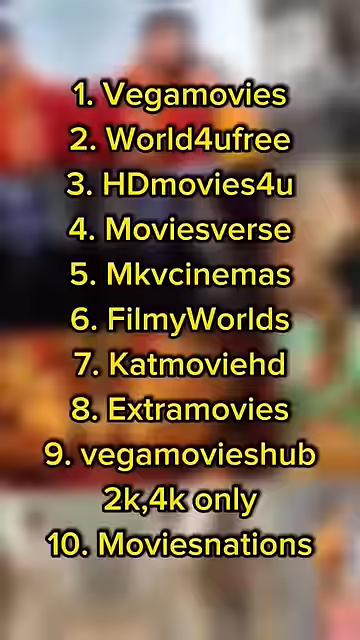 1. Vegamovies
2. World4ufree
3. HDmovies4u
4. Moviesverse
5. Mkvcinemas
6. FilmyWorlds
7. Katmoviehd
8. Extramovies
9. vegamovieshub
2k,4k only
10. Moviesnations